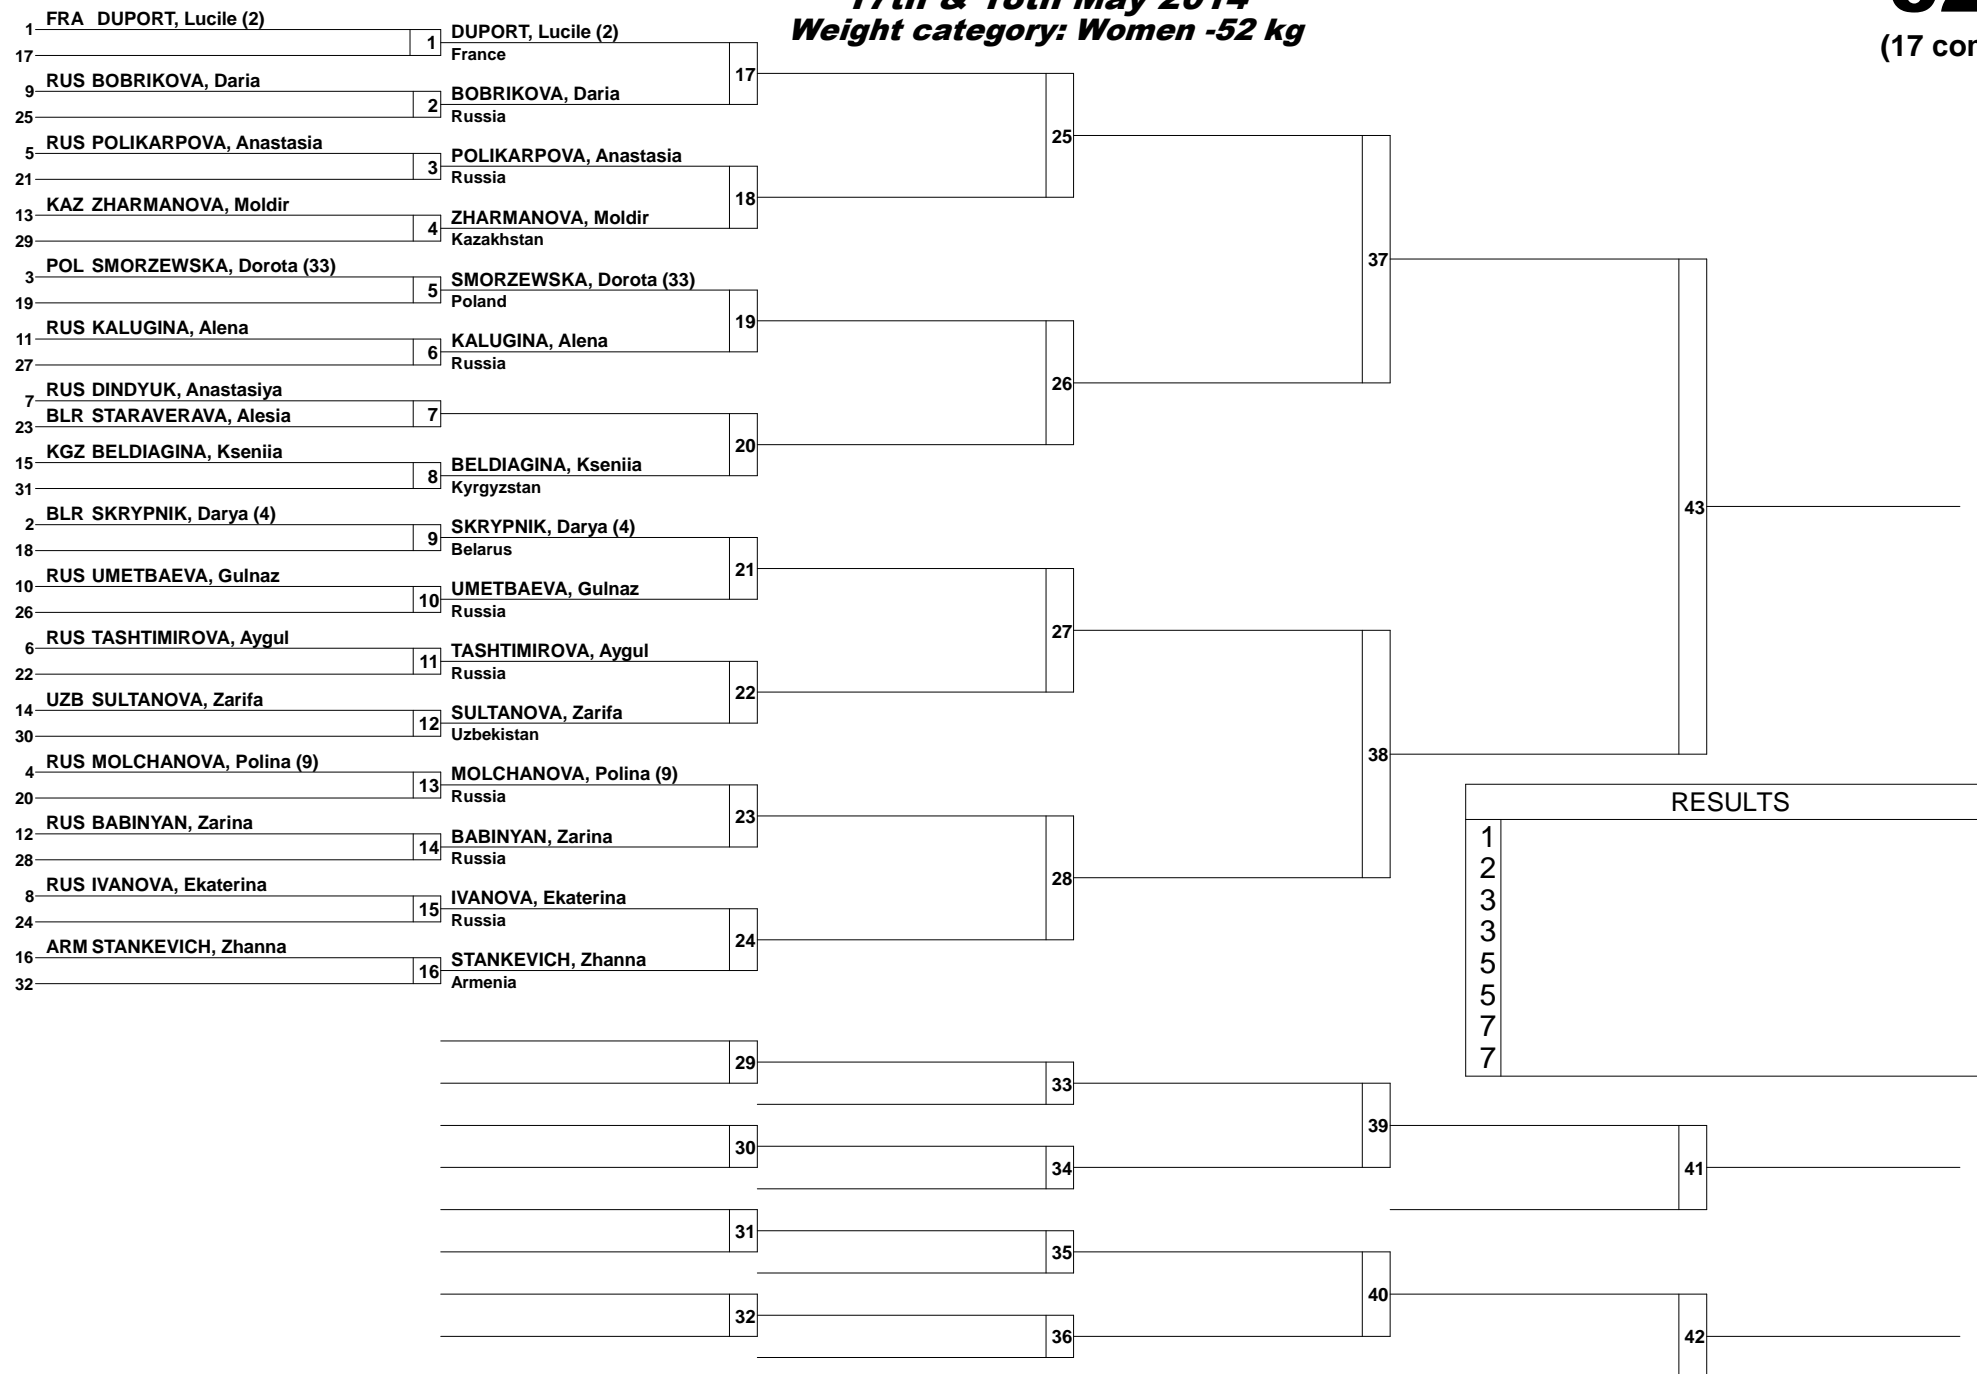 17th & 18th May 2014
Weight category: Women -52 kg
(17 con
1 FRA DUPORT, Lucile (2)
17
1 DUPORT, Lucile (2)
France
9 RUS BOBRIKOVA, Daria
25
2 BOBRIKOVA, Daria
Russia
17
5 RUS POLIKARPOVA, Anastasia
21
3 POLIKARPOVA, Anastasia
Russia
13 KAZ ZHARMANOVA, Moldir
29
4 ZHARMANOVA, Moldir
Kazakhstan
18
25
3 POL SMORZEWSKA, Dorota (33)
19
5 SMORZEWSKA, Dorota (33)
Poland
11 RUS KALUGINA, Alena
27
6 KALUGINA, Alena
Russia
19
7 RUS DINDYUK, Anastasiya
23 BLR STARAVERAVA, Alesia
7
15 KGZ BELDIAGINA, Kseniia
31
8 BELDIAGINA, Kseniia
Kyrgyzstan
20
26
37
2 BLR SKRYPNIK, Darya (4)
18
9 SKRYPNIK, Darya (4)
Belarus
10 RUS UMETBAEVA, Gulnaz
26
10 UMETBAEVA, Gulnaz
Russia
21
6 RUS TASHTIMIROVA, Aygul
22
11 TASHTIMIROVA, Aygul
Russia
14 UZB SULTANOVA, Zarifa
30
12 SULTANOVA, Zarifa
Uzbekistan
22
27
4 RUS MOLCHANOVA, Polina (9)
20
13 MOLCHANOVA, Polina (9)
Russia
12 RUS BABINYAN, Zarina
28
14 BABINYAN, Zarina
Russia
23
8 RUS IVANOVA, Ekaterina
24
15 IVANOVA, Ekaterina
Russia
16 ARM STANKEVICH, Zhanna
32
16 STANKEVICH, Zhanna
Armenia
24
28
38
43
RESULTS
1
2
3
3
5
5
7
7
29
33
30
34
39
41
31
35
32
36
40
42